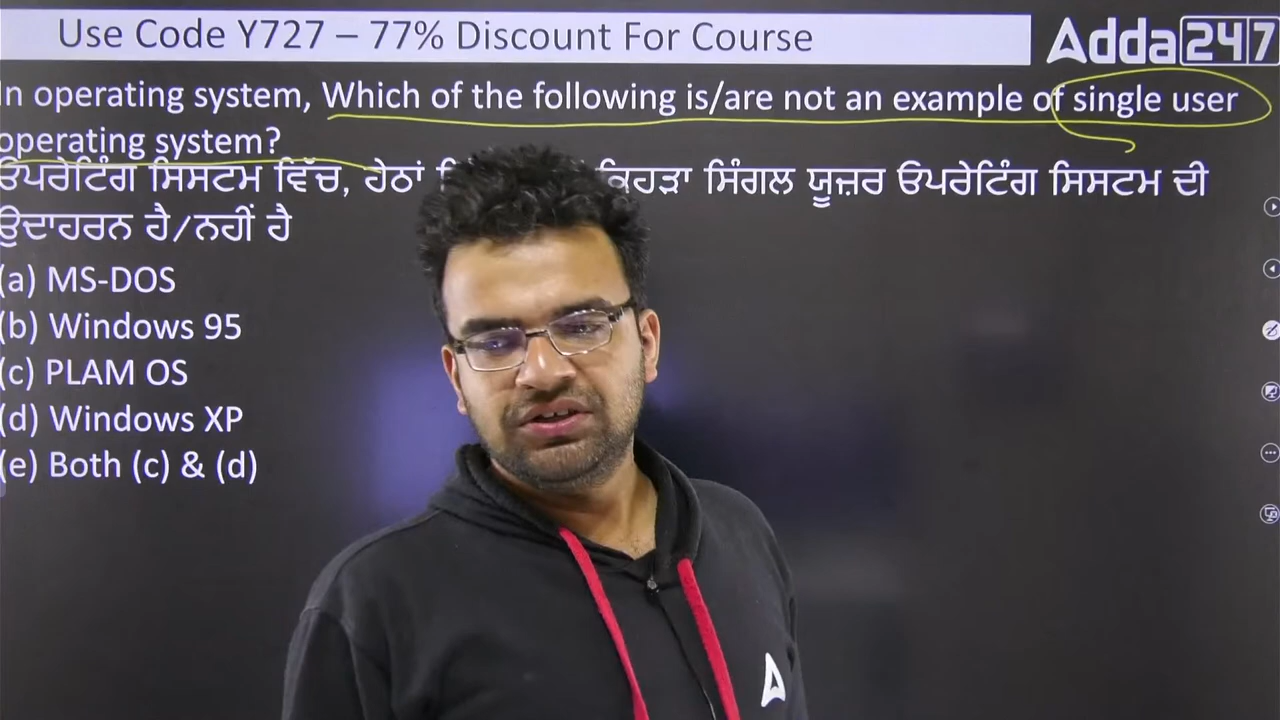 Use Code Y727 – 77% Discount For Course
Adda247
In operating system, Which of the following is/are not an example of single user
operating system?
ਓਪਰੇਟਿੰਗ ਸਿਸਟਮ ਵਿੱਚ, ਹੇਠਾਂ ਕਿਹੜਾ ਸਿੰਗਲ ਯੂਜ਼ਰ ਓਪਰੇਟਿੰਗ ਸਿਸਟਮ ਦੀ
ਉਦਾਹਰਨ ਹੈ/ਨਹੀਂ ਹੈ
(a) MS-DOS
(b) Windows 95
(c) PLAM OS
(d) Windows XP
(e) Both (c) & (d)